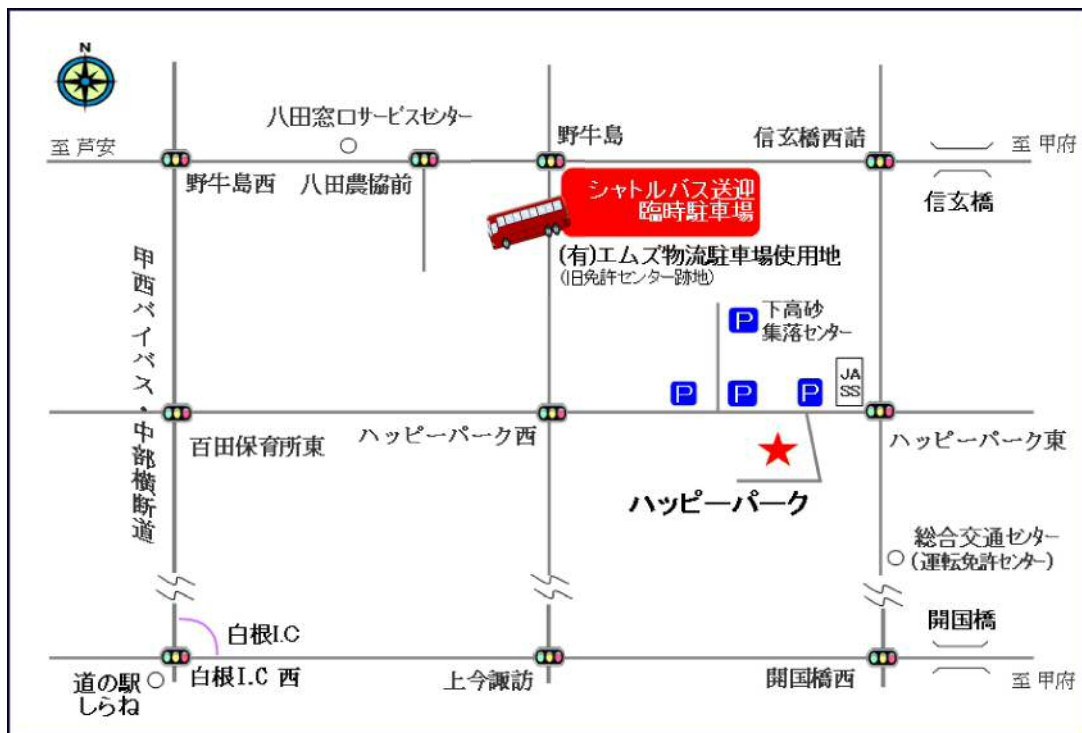 N
八田窓口サービスセンター
至 芦安
野牛島
信玄橋西詰
至 甲府
野牛島西
八田農協前
シャトルバス送迎
臨時駐車場
信玄橋
(有)エムズ物流駐車場使用地
(旧免許センター跡地)
甲西バイパス・中部横断道
P
下高砂
集落センター
P
P
P
JA
SS
百田保育所東
ハッピーパーク西
ハッピーパーク東
ハッピーパーク
総合交通センター
(運転免許センター)
白根I.C
開国橋
道の駅
しらね
白根I.C 西
上今諏訪
開国橋西
至 甲府